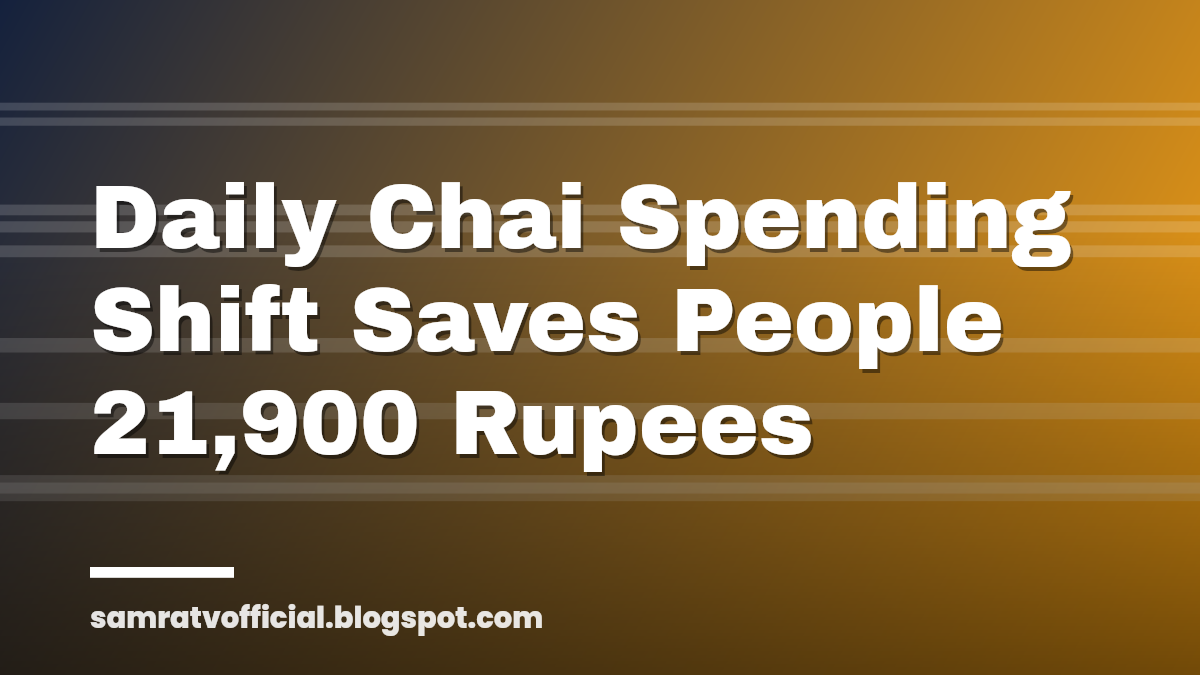 Daily Chai Spending
Shift Saves People
21,900 Rupees
samratvofficial.blogspot.com